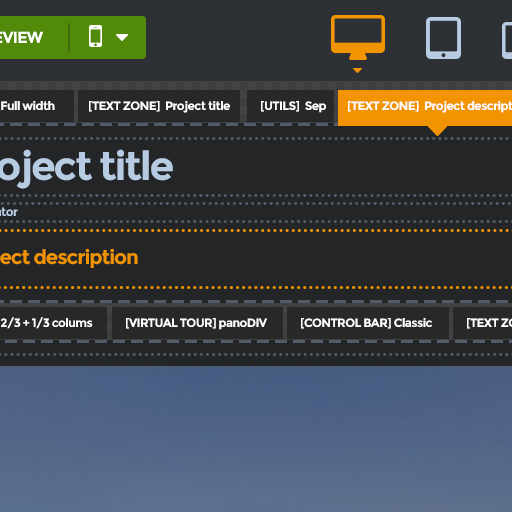 EVIEW
Full width [TEXT ZONE] Project title [UTILS] Sep [TEXT ZONE] Project descript
oject title
ator
ect description
2/3 + 1/3 colums [VIRTUAL TOUR] panoDIV [CONTROL BAR] Classic [TEXT ZO